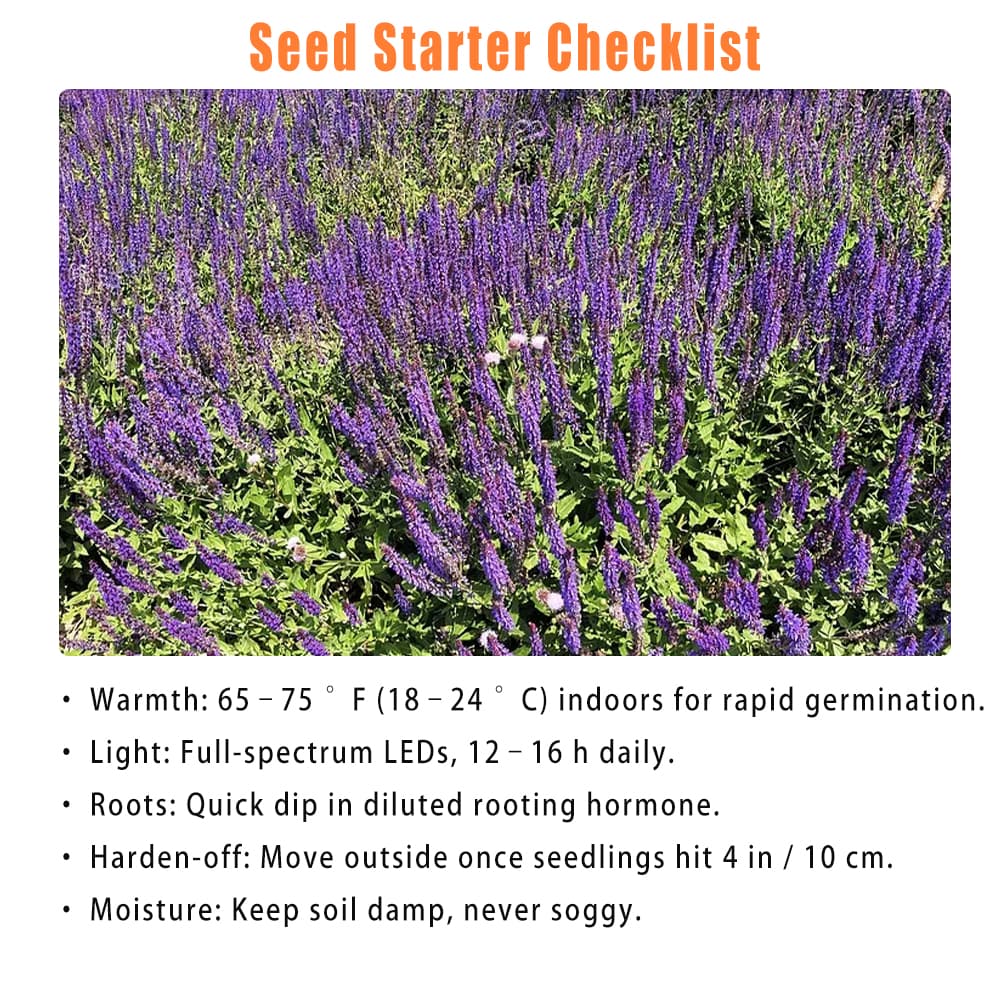 Seed Starter Checklist
• Warmth: 65–75°F (18–24°C) indoors for rapid germination.
• Light: Full-spectrum LEDs, 12–16 h daily.
• Roots: Quick dip in diluted rooting hormone.
• Harden-off: Move outside once seedlings hit 4 in / 10 cm.
• Moisture: Keep soil damp, never soggy.